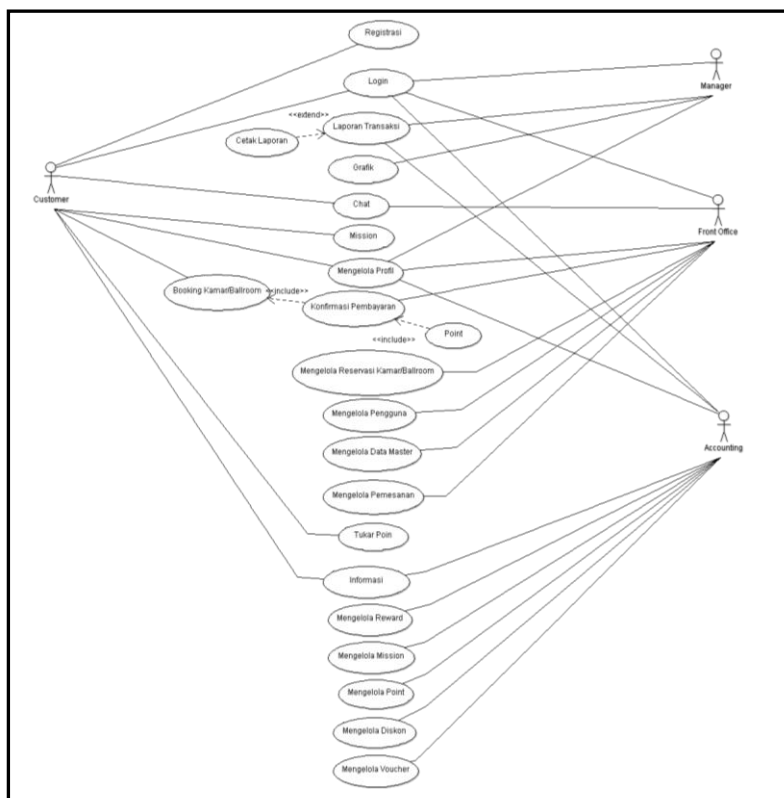 Registrasi
Login
Manager
<<extend>>
Laporan Transaksi
Cetak Laporan
Grafik
Customer
Chat
Front Office
Mission
Mengelola Profil
Booking Kamar/Ballroom
<<include>>
Konfirmasi Pembayaran
Point
<<include>>
Mengelola Reservasi Kamar/Ballroom
Mengelola Pengguna
Accounting
Mengelola Data Master
Mengelola Pemesanan
Tukar Poin
Informasi
Mengelola Reward
Mengelola Mission
Mengelola Point
Mengelola Diskon
Mengelola Voucher